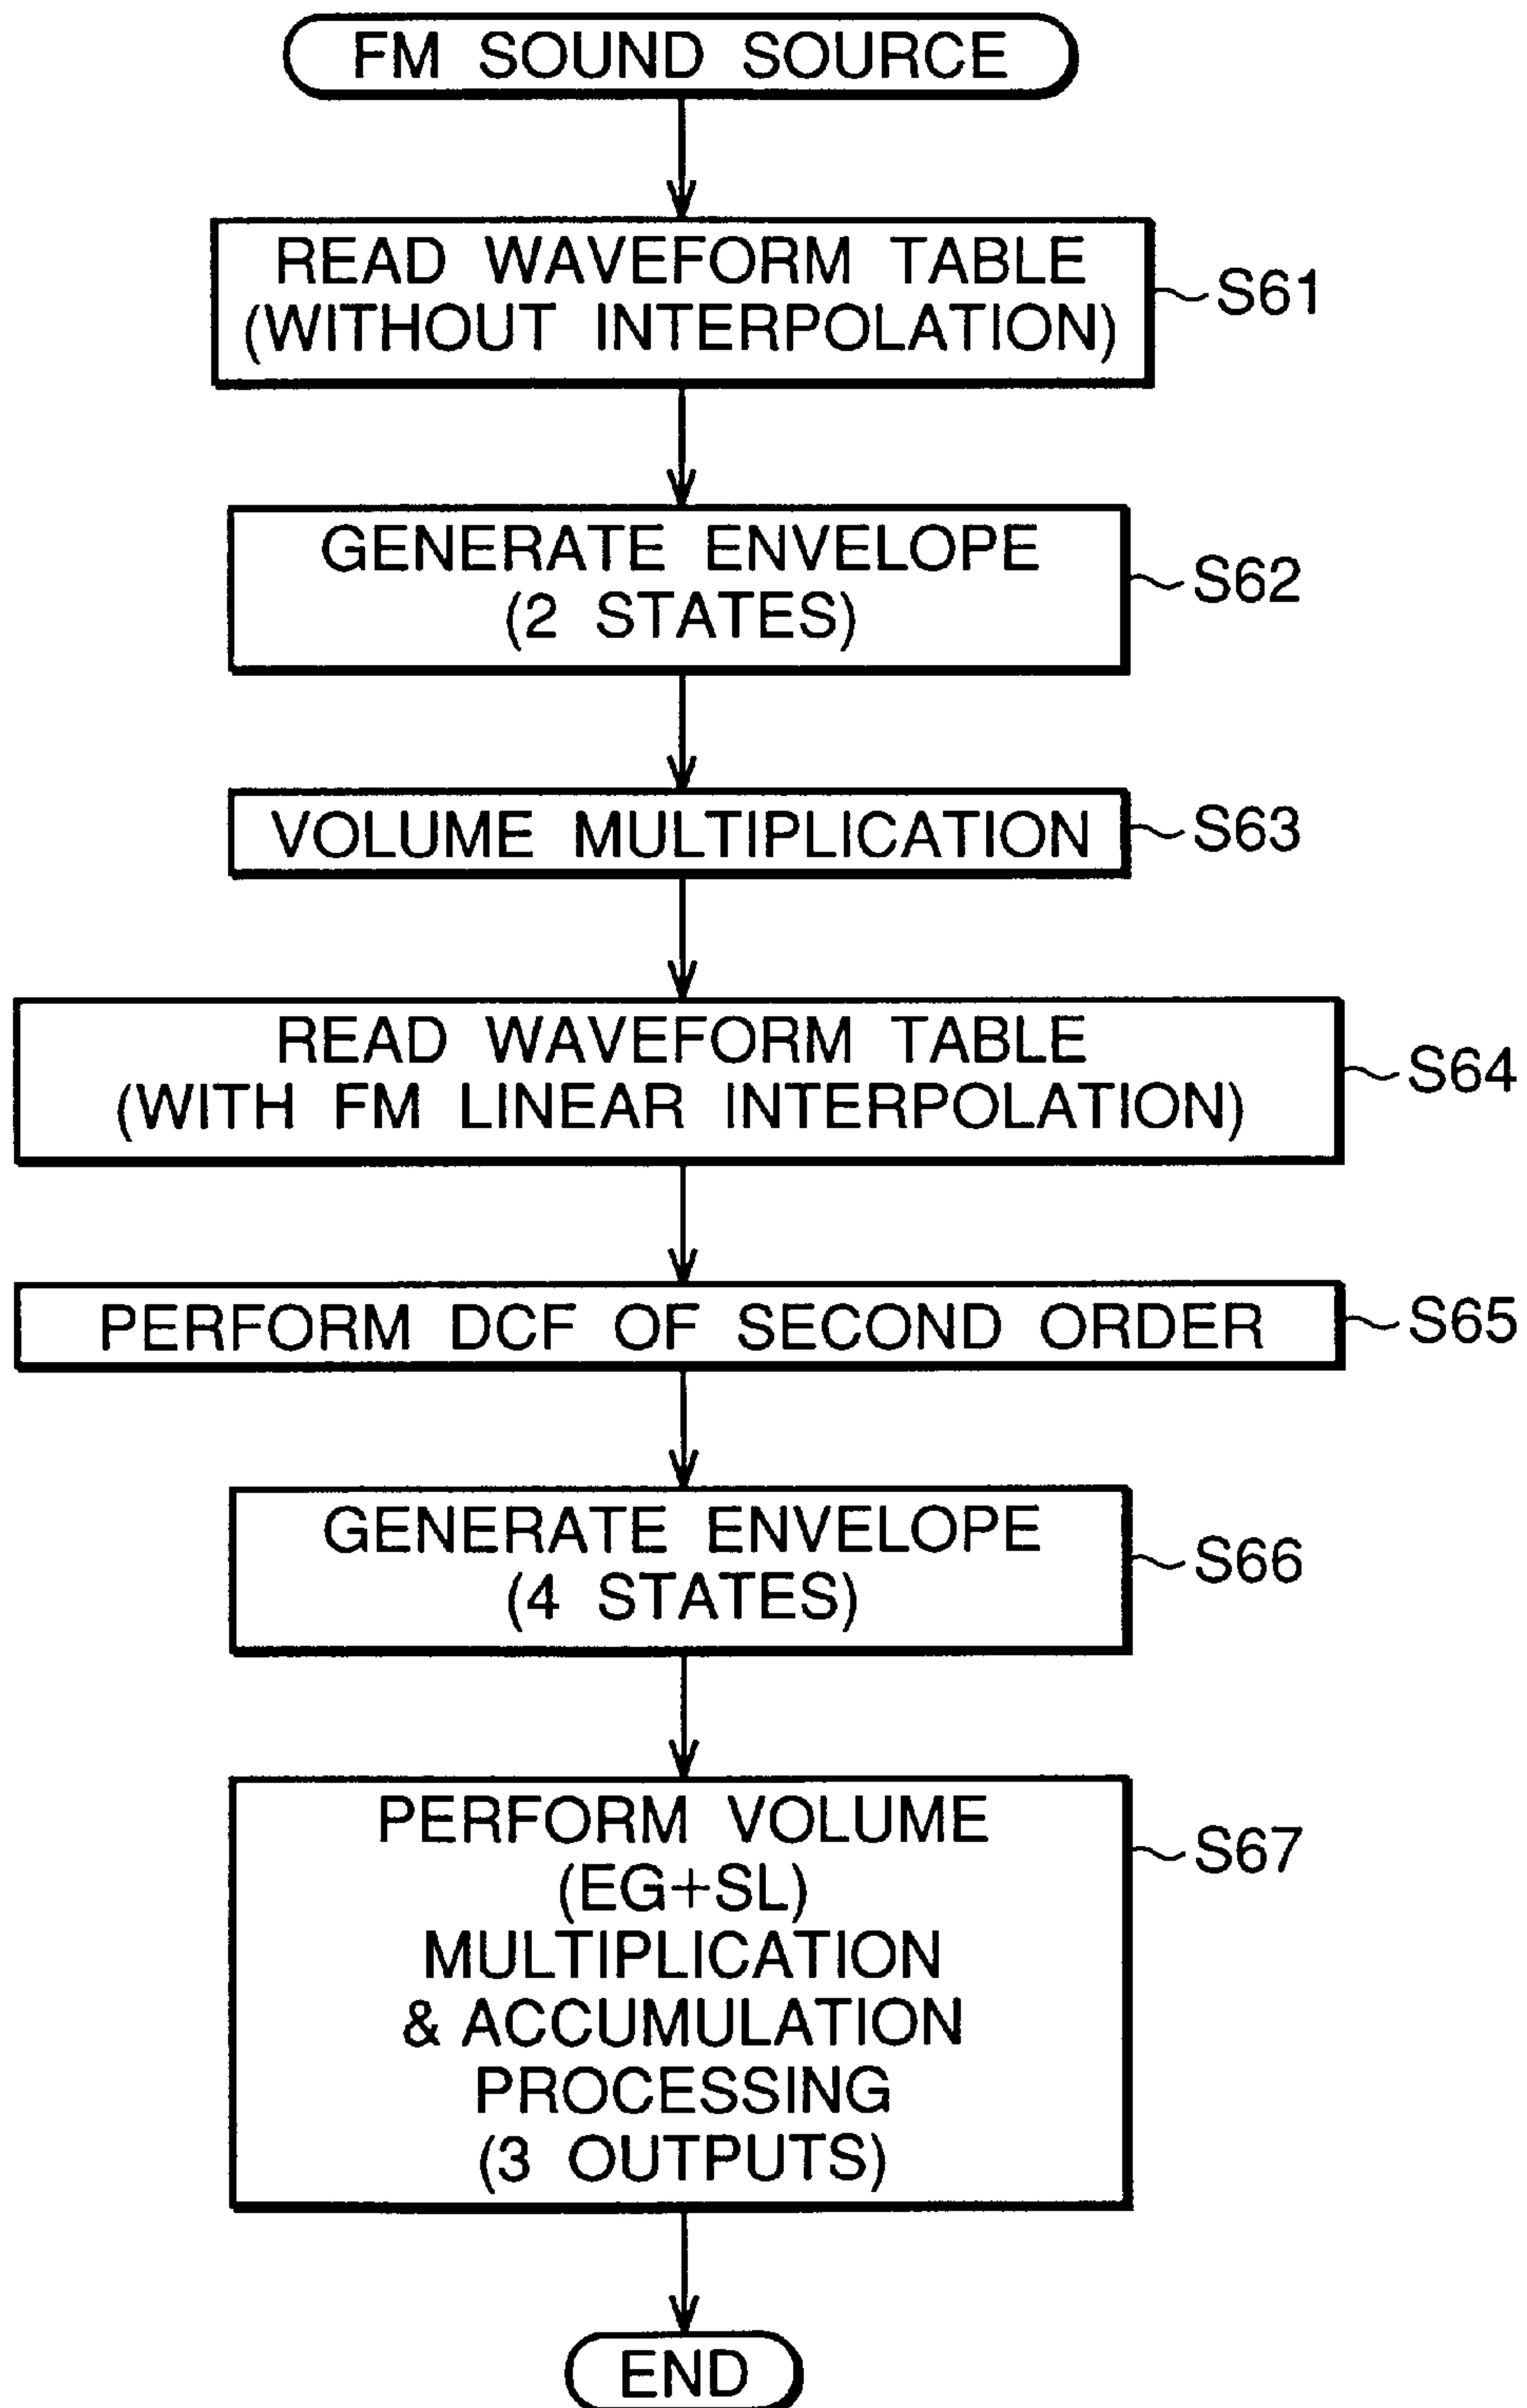 FM SOUND SOURCE
READ WAVEFORM TABLE
(WITHOUT INTERPOLATION)
S61
GENERATE ENVELOPE
(2 STATES)
S62
VOLUME MULTIPLICATION
S63
READ WAVEFORM TABLE
(WITH FM LINEAR INTERPOLATION)
S64
PERFORM DCF OF SECOND ORDER
S65
GENERATE ENVELOPE
(4 STATES)
S66
PERFORM VOLUME
(EG+SL)
MULTIPLICATION
& ACCUMULATION
PROCESSING
(3 OUTPUTS)
S67
END